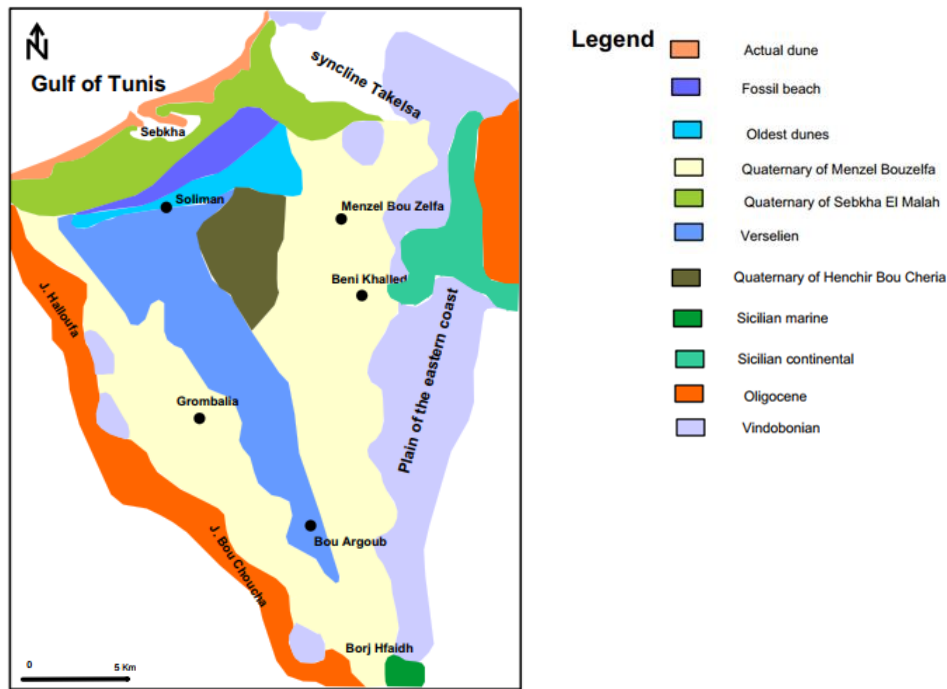 N
Gulf of Tunis
syncline Takelsa
Sebkha
Soliman
Menzel Bou Zelfa
Beni Khalled
J. Halloufa
Plain of the eastern coast
Grombalia
Bou Argoub
J. Bou Choucha
Borj Hfaidh
0 5 Km
Legend
Actual dune
Fossil beach
Oldest dunes
Quaternary of Menzel Bouzelfa
Quaternary of Sebkha El Malah
Verselien
Quaternary of Henchir Bou Cheria
Sicilian marine
Sicilian continental
Oligocene
Vindobonian